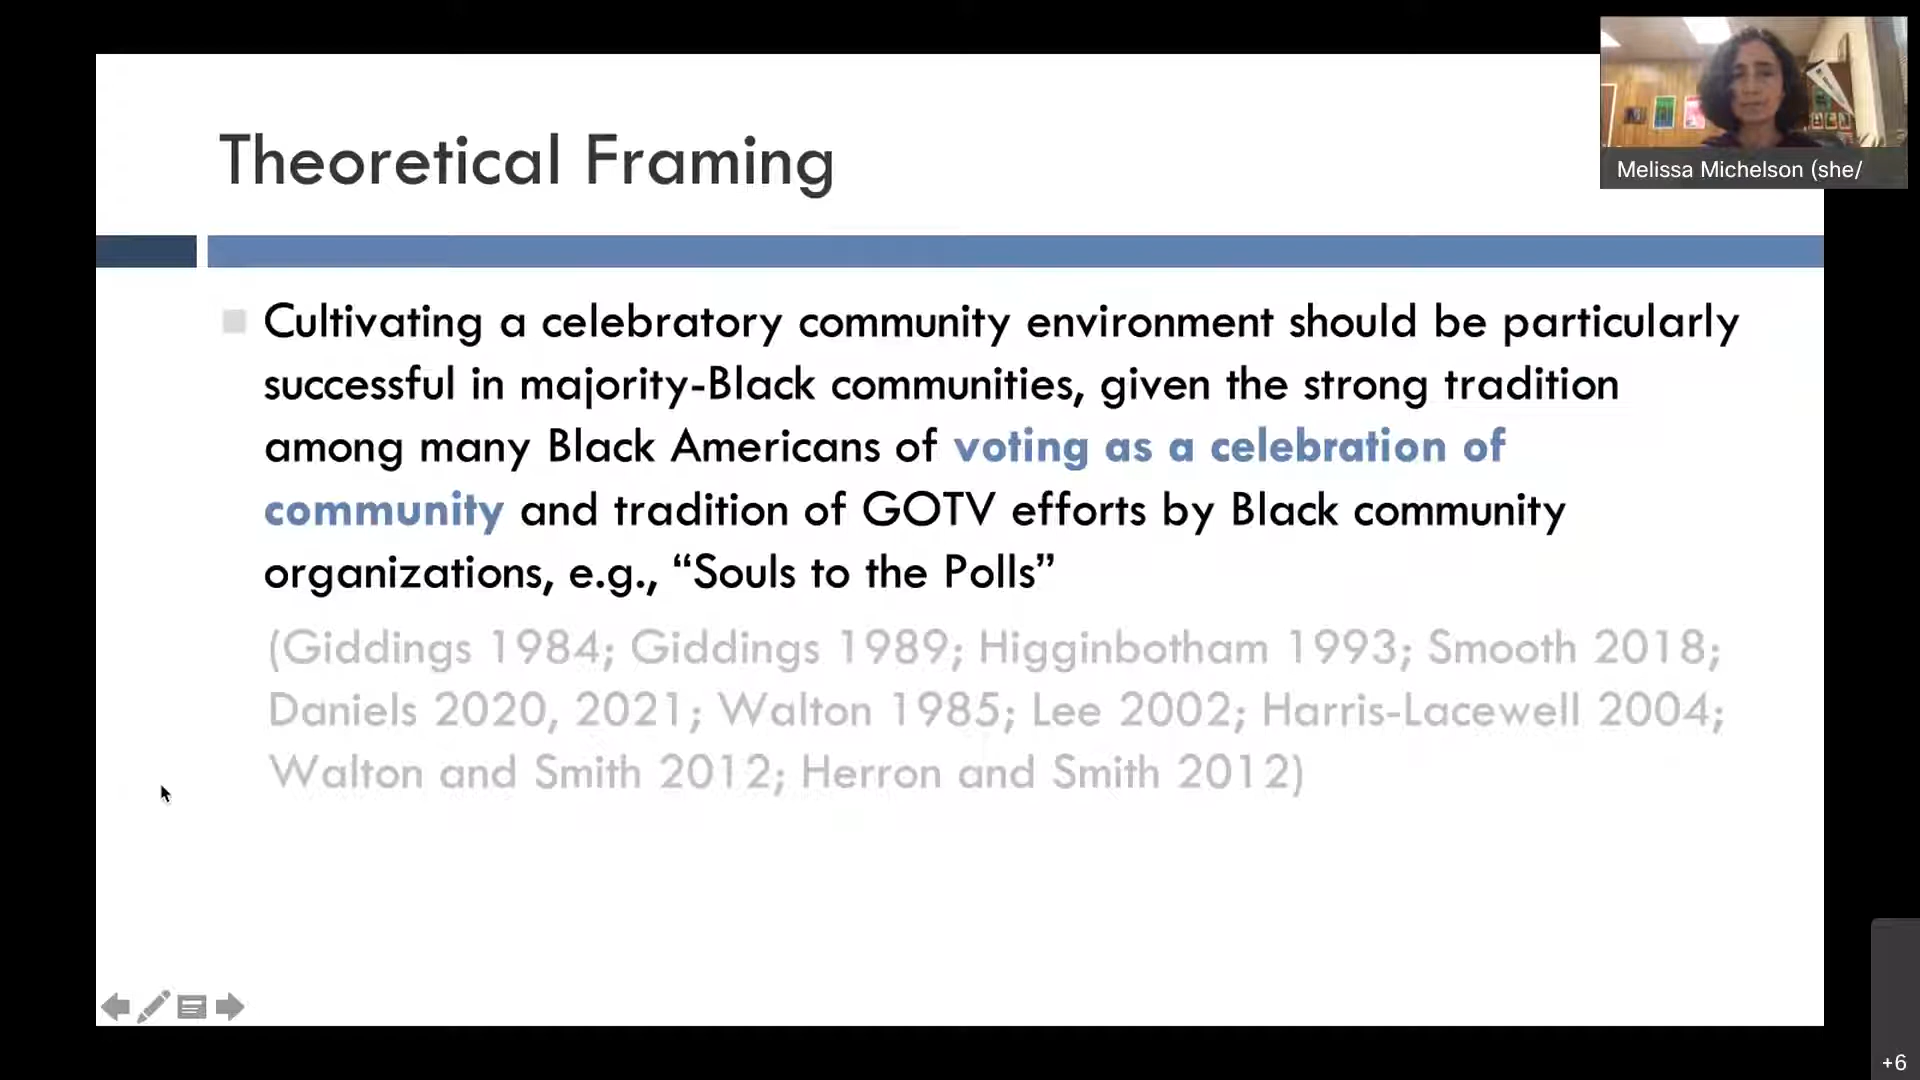 Theoretical Framing
Melissa Michelson (she/
Cultivating a celebratory community environment should be particularly
successful in majority-Black communities, given the strong tradition
among many Black Americans of voting as a celebration of
community and tradition of GOTV efforts by Black community
organizations, e.g., “Souls to the Polls”
(Giddings 1984; Giddings 1989; Higginbotham 1993; Smooth 2018;
Daniels 2020, 2021; Walton 1985; Lee 2002; Harris-Lacewell 2004;
Walton and Smith 2012; Herron and Smith 2012)
+6